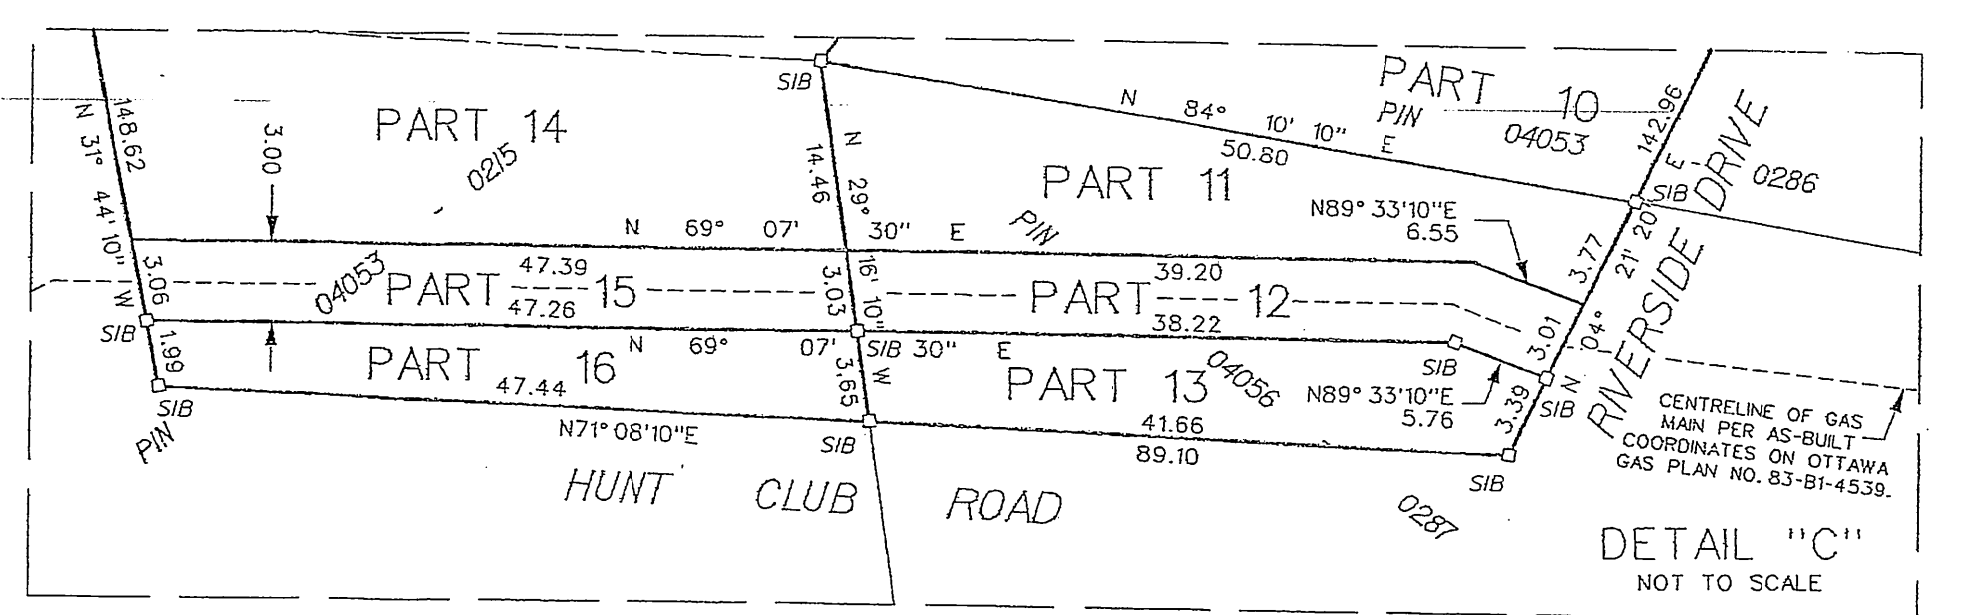 PART 14
0215
N 31° 44' 10" W
148.62
3.00
SIB
N 29° 16' 10" W
14.46
N 84° 10' 10" E
50.80
PART 10
PIN
04053
142.96
RIVERSIDE DRIVE
0286
SIB
PART 11
PIN
N89° 33'10"E
6.55
N 69° 07' 30" E
3.77
N 04° 21' 20" E
3.06
04053
47.39
PART 15
47.26
3.03
39.20
PART 12
38.22
3.01
SIB
1.99
PART 16
N 69° 07' 30" E
SIB
3.65
PART 13
04056
SIB
N89° 33'10"E
5.76
SIB
3.39
47.44
SIB
PIN
N71° 08'10"E
SIB
41.66
89.10
SIB
HUNT CLUB ROAD
0287
CENTRELINE OF GAS
MAIN PER AS-BUILT
COORDINATES ON OTTAWA
GAS PLAN NO. 83-B1-4539.
DETAIL "C"
NOT TO SCALE